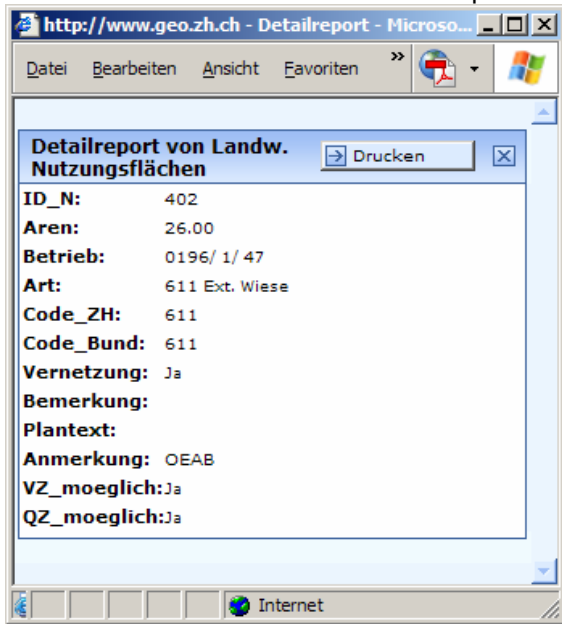 http://www.geo.zh.ch - Detailreport - Microso...
Datei Bearbeiten Ansicht Favoriten »
Detailreport von Landw.
Nutzungsflächen
Drucken
ID_N: 402
Aren: 26.00
Betrieb: 0196/ 1/ 47
Art: 611 Ext. Wiese
Code_ZH: 611
Code_Bund: 611
Vernetzung: Ja
Bemerkung:
Plantext:
Anmerkung: OEAB
VZ_moeglich:Ja
QZ_moeglich:Ja
Internet